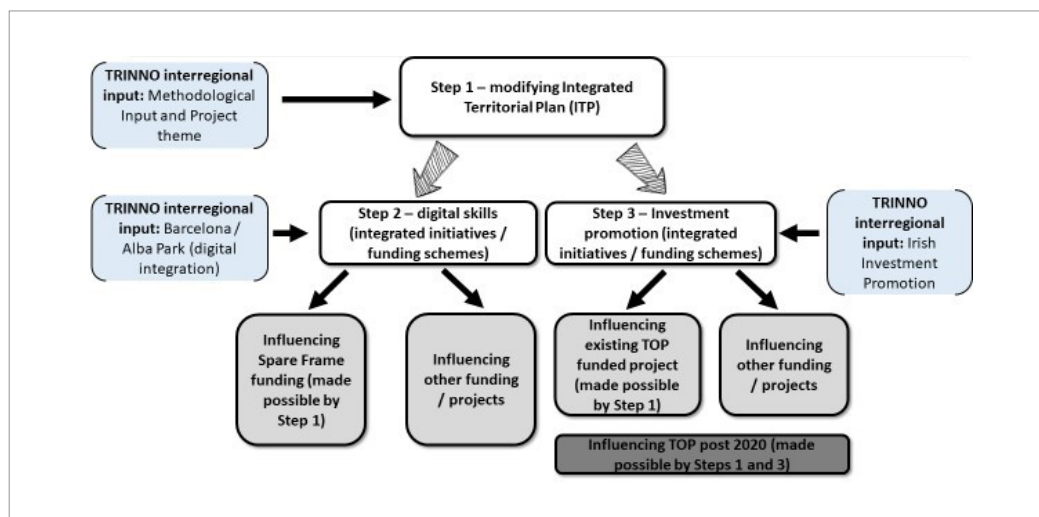 TRINNO interregional
input: Methodological
Input and Project
theme
Step 1 – modifying Integrated
Territorial Plan (ITP)
TRINNO interregional
input: Barcelona /
Alba Park (digital
integration)
Step 2 – digital skills
(integrated initiatives /
funding schemes)
Step 3 – Investment
promotion (integrated
initiatives / funding schemes)
TRINNO
interregional
input: Irish
Investment
Promotion
Influencing
Spare Frame
funding (made
possible by
Step 1)
Influencing
other funding
/ projects
Influencing
existing TOP
funded project
(made possible
by Step 1)
Influencing
other funding
/ projects
Influencing TOP post 2020 (made
possible by Steps 1 and 3)